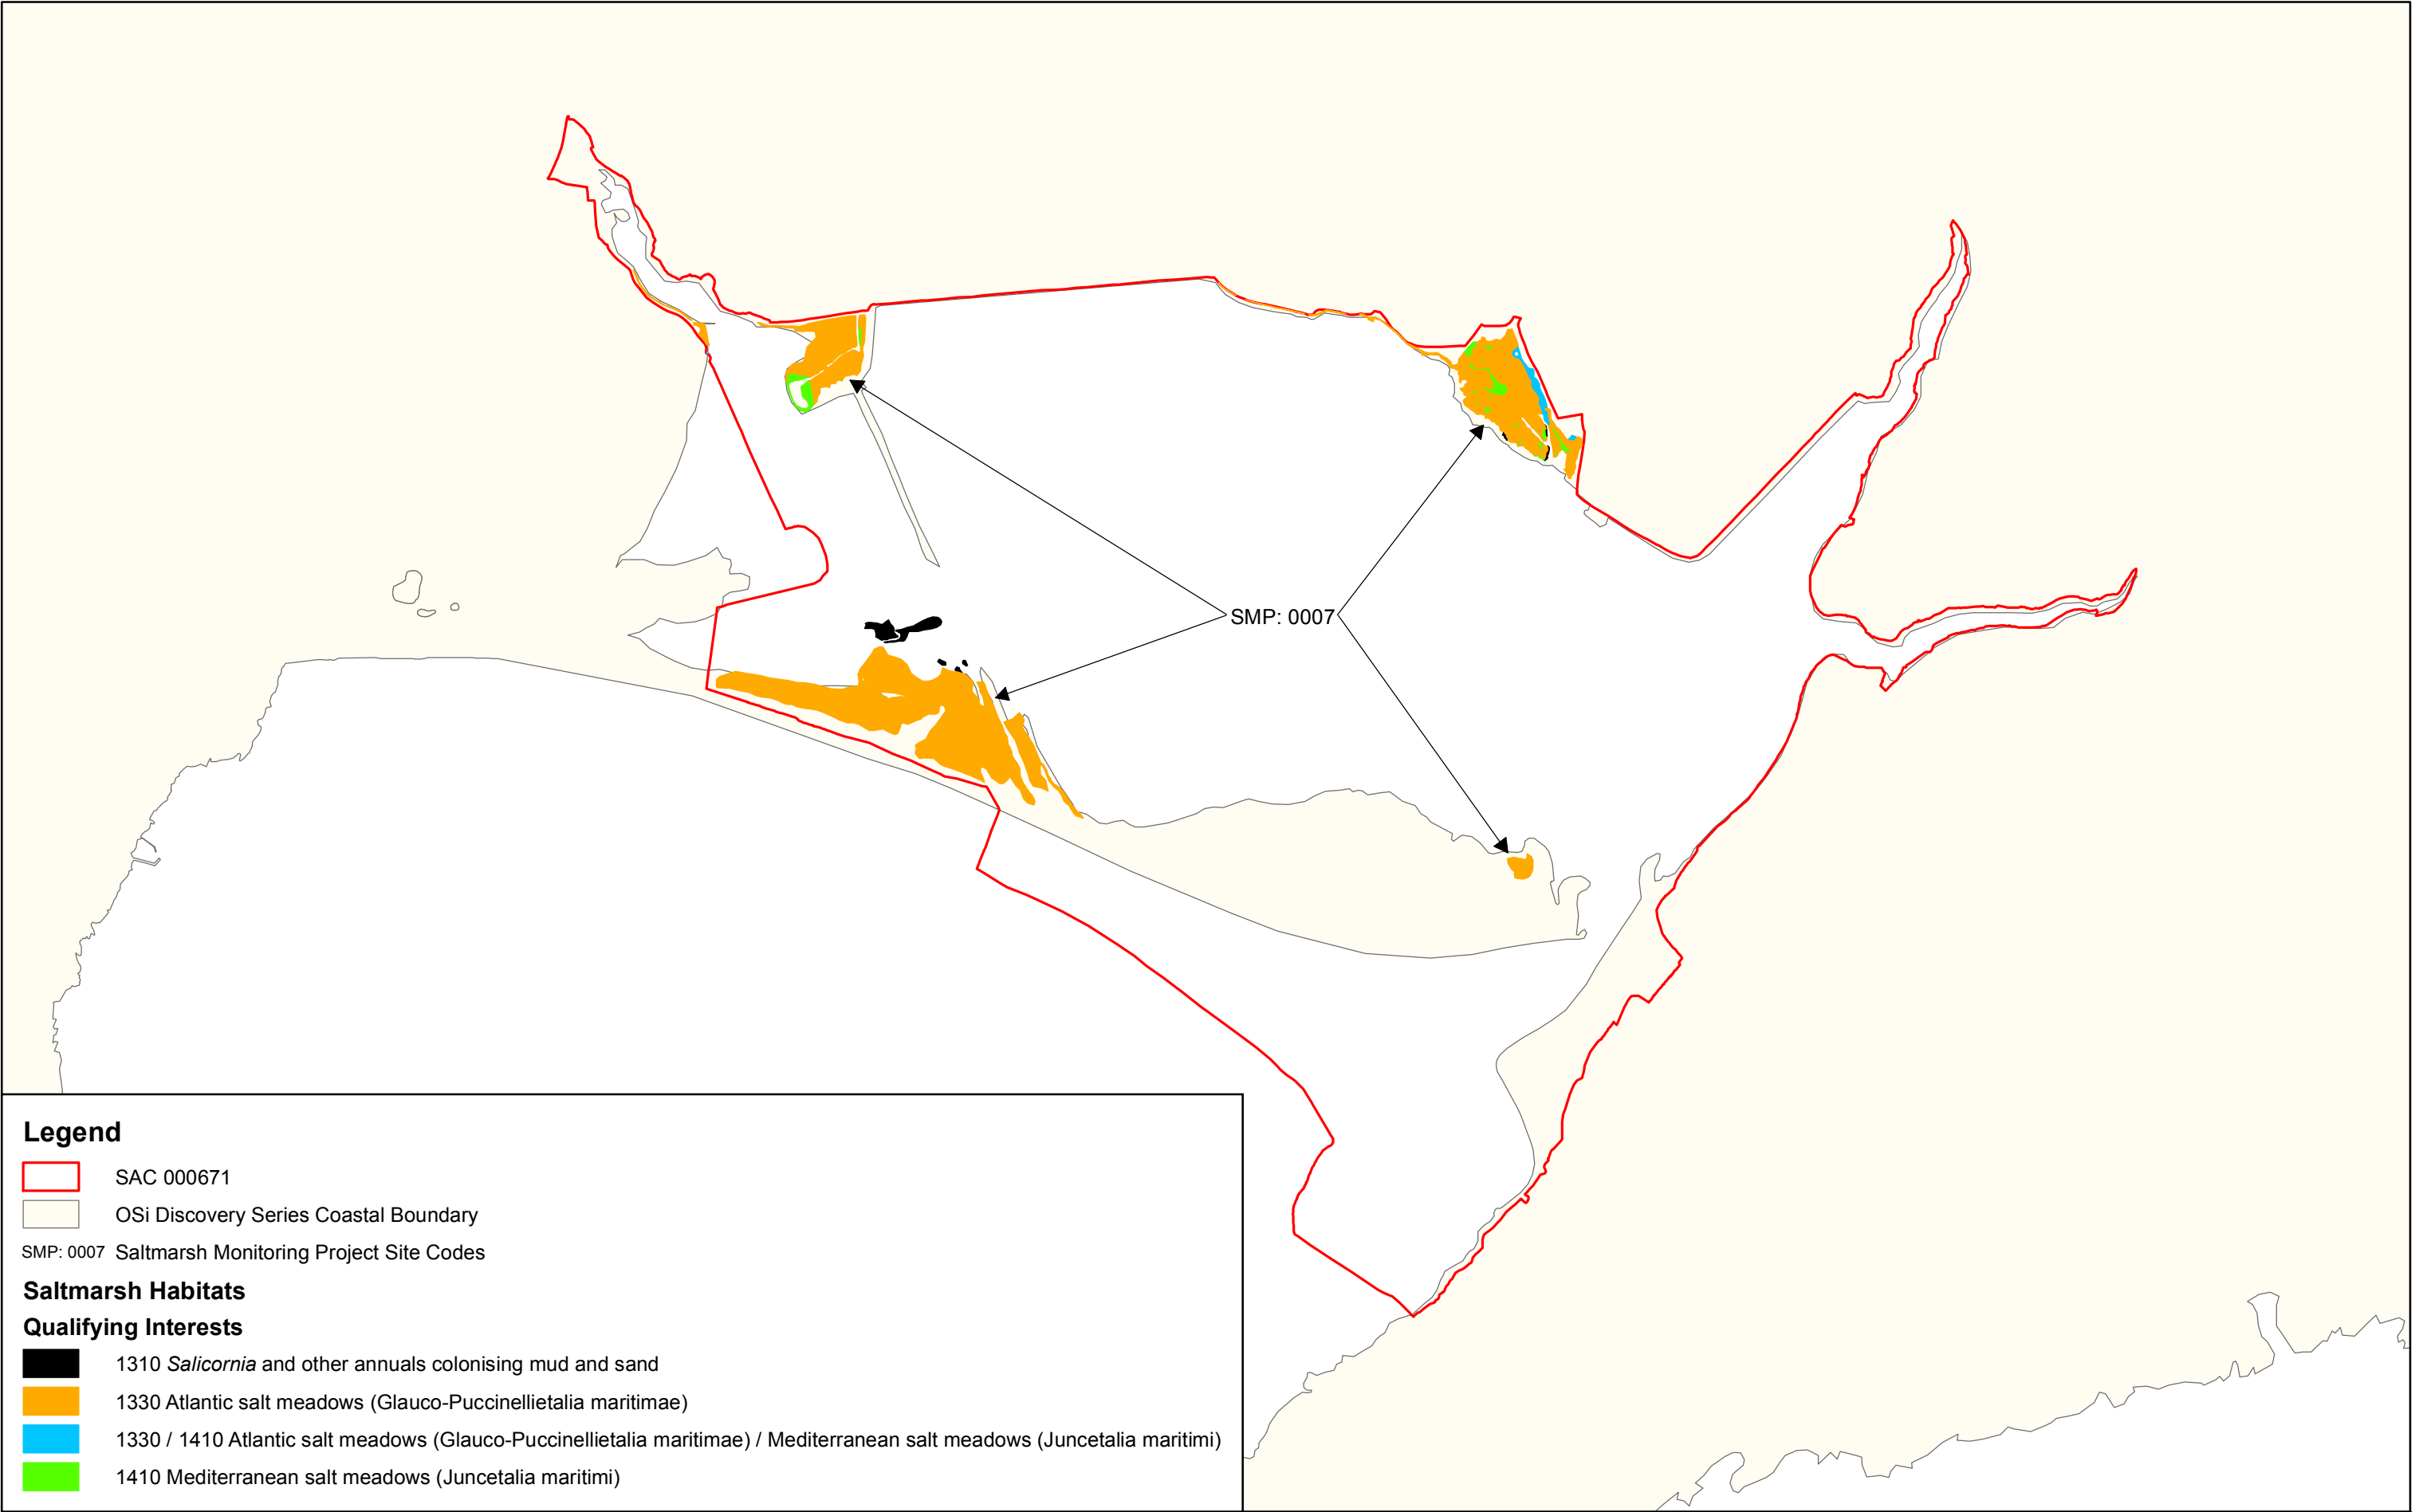 SMP: 0007
Legend
SAC 000671
OSi Discovery Series Coastal Boundary
SMP: 0007 Saltmarsh Monitoring Project Site Codes
Saltmarsh Habitats
Qualifying Interests
1310 Salicornia and other annuals colonising mud and sand
1330 Atlantic salt meadows (Glauco-Puccinellietalia maritimae)
1330 / 1410 Atlantic salt meadows (Glauco-Puccinellietalia maritimae) / Mediterranean salt meadows (Juncetalia maritimi)
1410 Mediterranean salt meadows (Juncetalia maritimi)